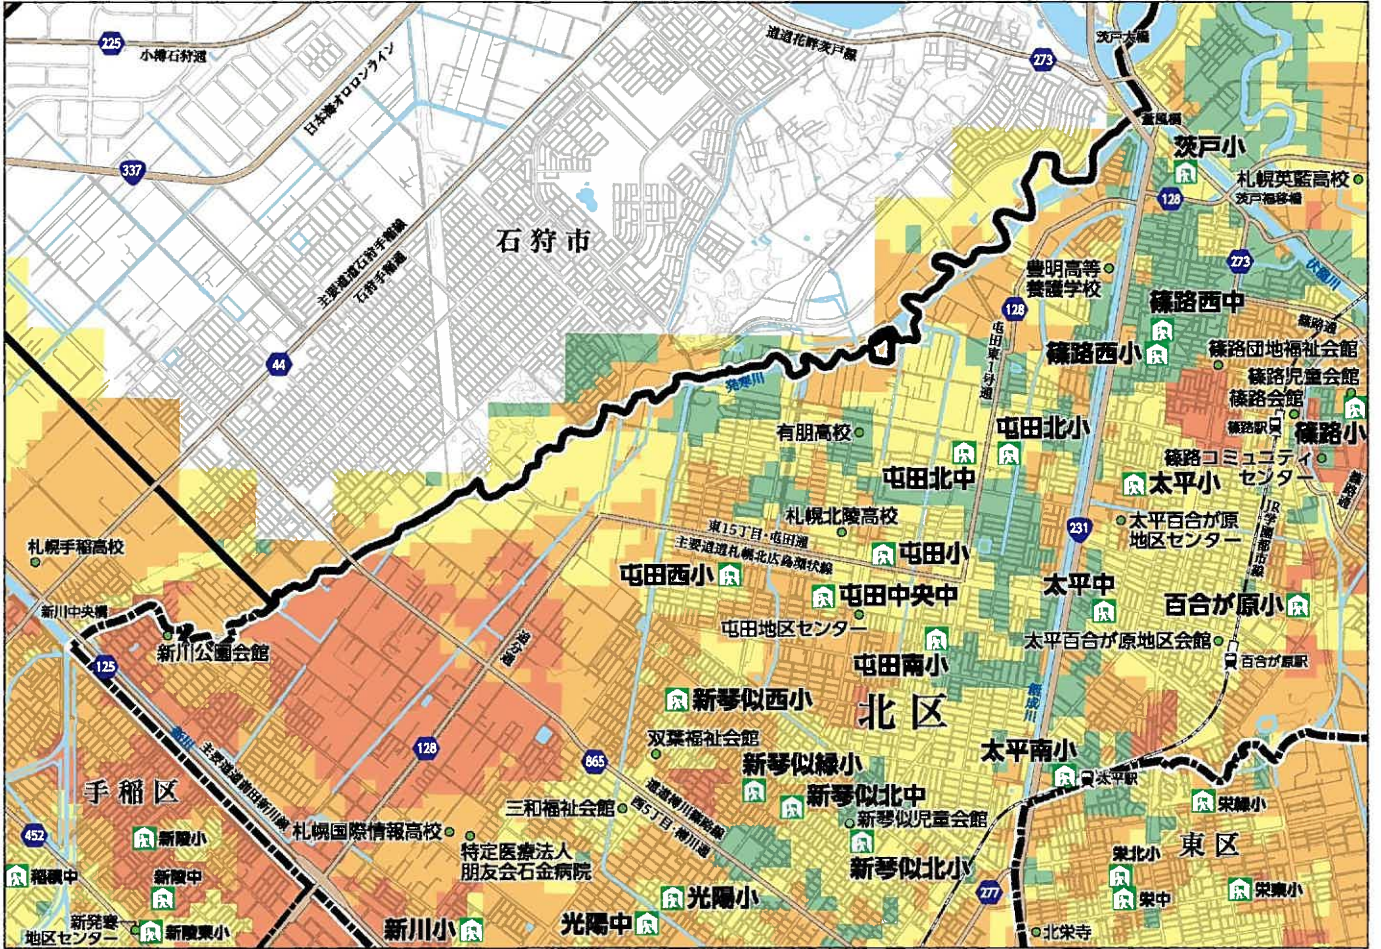 225
小樽石狩通
日本海オロロンライン
337
道道花畔茨戸線
273
茨戸大橋
茨戸小
札幌英藍高校
128
茨戸福移橋
273
伏籠川
石狩市
主要道道石狩手稲線
石狩手稲通
44
豊明高等
養護学校
128
屯田東1号通
篠路西中
篠路通
篠路西小
篠路団地福祉会館
篠路児童会館
篠路会館
篠路駅
篠路小
発寒川
有朋高校
屯田北小
屯田北中
篠路コミュニティ
センター
太平小
篠路通
札幌北陵高校
231
太平百合が原
地区センター
JR学園都市線
東15丁目・屯田通
主要道道札幌北広島環状線
屯田小
札幌手稲高校
屯田西小
屯田中央中
太平中
百合が原小
新川中央橋
屯田地区センター
太平百合が原地区会館
新川公園会館
125
屯田南小
百合が原駅
新琴似西小
北区
創成川
新川
主要道道前田新川線
128
865
双葉福祉会館
太平南小
太平駅
新琴似緑小
手稲区
新琴似北中
道道樽川篠路線
西5丁目・樽川通
三和福祉会館
新琴似児童会館
栄緑小
452
新陵小
札幌国際情報高校
特定医療法人
朋友会石金病院
新琴似北小
東区
栄北小
稲積中
新陵中
光陽小
277
栄中
栄東小
新発寒
地区センター
新陵東小
新川小
光陽中
北栄寺